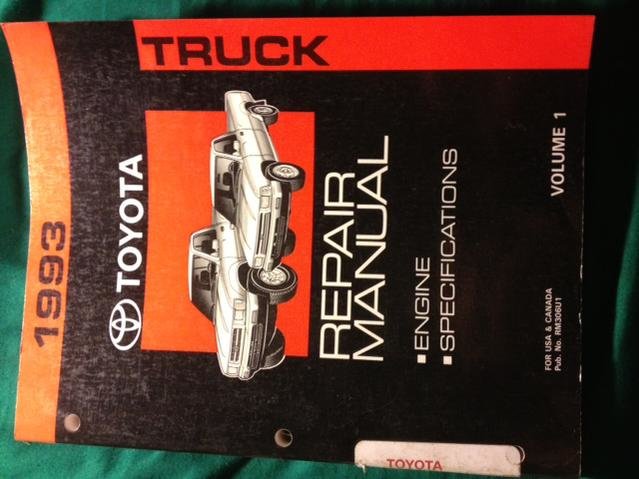 1993
TRUCK
TOYOTA
REPAIR
MANUAL
▪ ENGINE
▪ SPECIFICATIONS
VOLUME 1
FOR USA & CANADA
Pub. No. RM306U1
TOYOTA